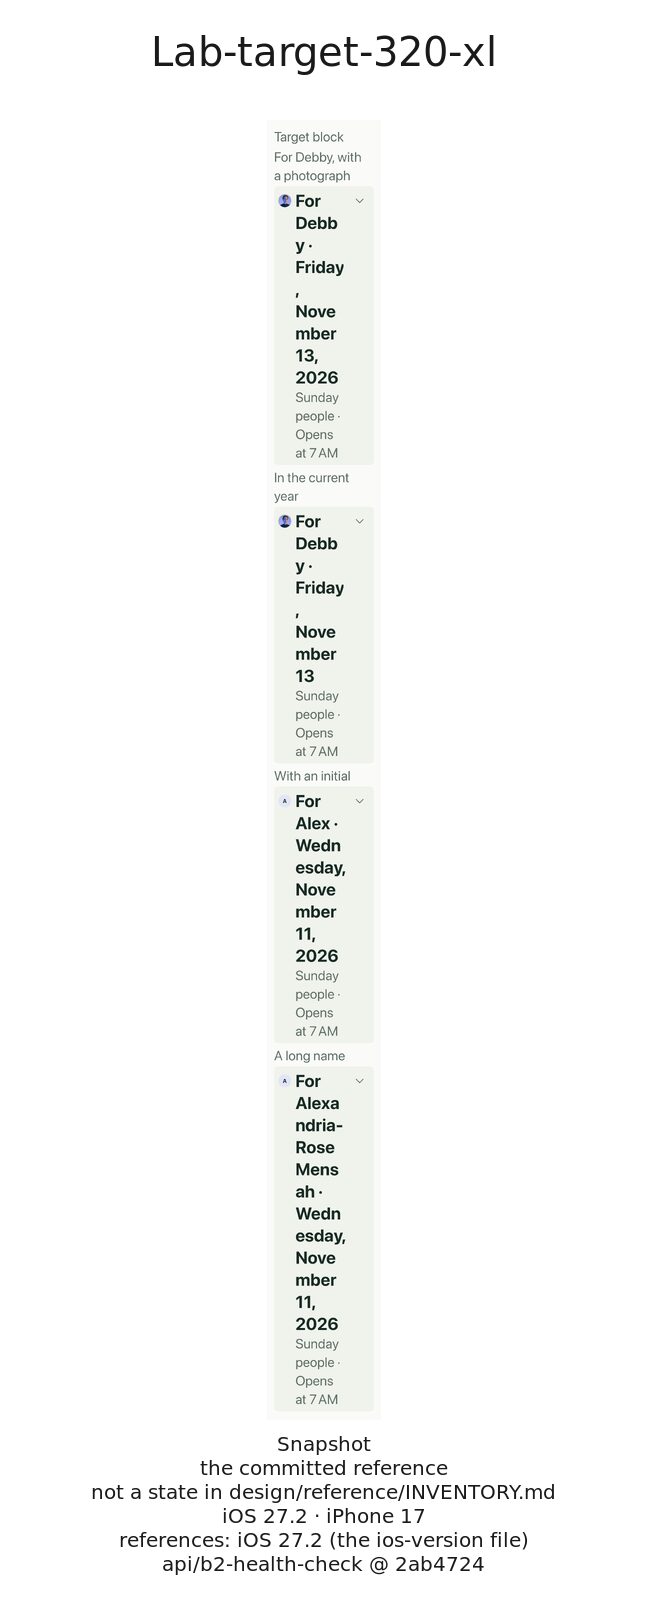 Lab-target-320-xl
Target block
For Debby, with
a photograph
For
Debb
y ·
Friday
,
Nove
mber
13,
2026
Sunday
people ·
Opens
at 7 AM
In the current
year
For
Debb
y ·
Friday
,
Nove
mber
13
Sunday
people ·
Opens
at 7 AM
With an initial
A
For
Alex ·
Wedn
esday,
Nove
mber
11,
2026
Sunday
people ·
Opens
at 7 AM
A long name
A
For
Alexa
ndria-
Rose
Mens
ah ·
Wedn
esday,
Nove
mber
11,
2026
Sunday
people ·
Opens
at 7 AM
Snapshot
the committed reference
not a state in design/reference/INVENTORY.md
iOS 27.2 · iPhone 17
references: iOS 27.2 (the ios-version file)
api/b2-health-check @ 2ab4724